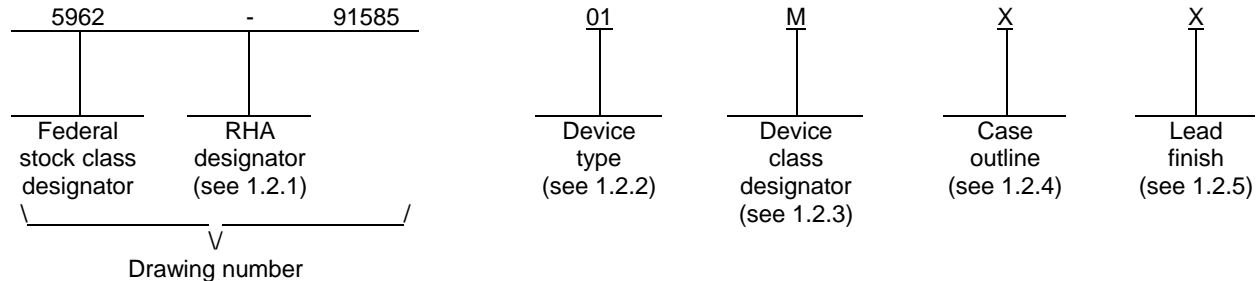 5962 - 91585 01 M X X
Federal stock class designator
RHA designator (see 1.2.1)
Device type (see 1.2.2)
Device class designator (see 1.2.3)
Case outline (see 1.2.4)
Lead finish (see 1.2.5)
\ /
\/
Drawing number